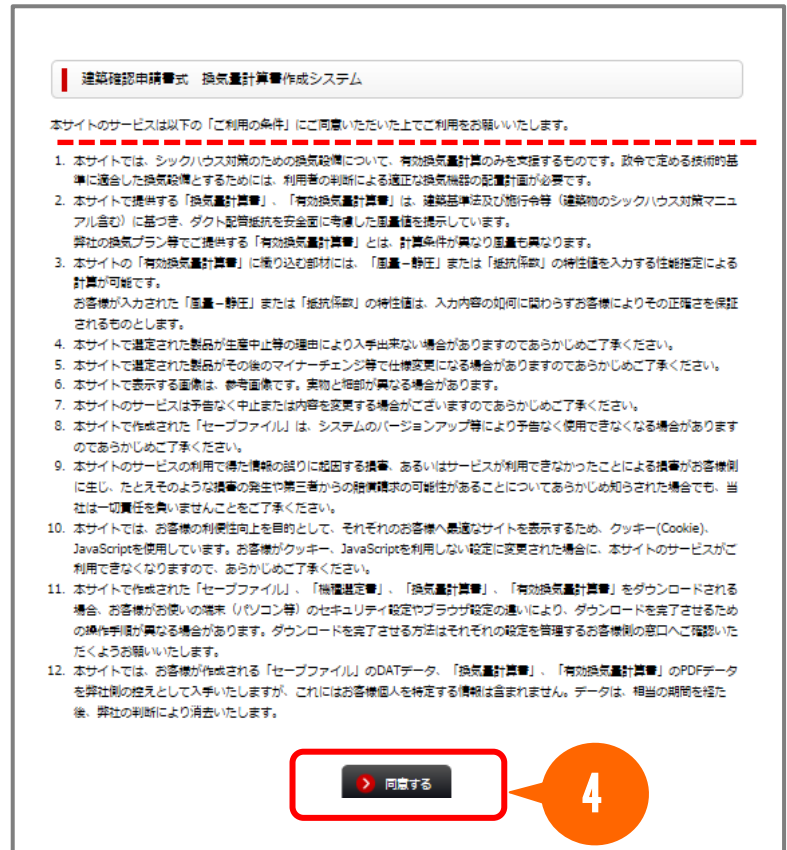 建築確認申請書式　換気量計算書作成システム
本サイトのサービスは以下の「ご利用の条件」にご同意いただいた上でご利用をお願いいたします。
1. 本サイトでは、シックハウス対策のための換気設備について、有効換気量計算のみを支援するものです。政令で定める技術的基
準に適合した換気設備とするためには、利用者の判断による適正な換気機器の配置計画が必要です。
2. 本サイトで提供する「換気量計算書」、「有効換気量計算書」は、建築基準法及び施行令等（建築物のシックハウス対策マニュ
アル含む）に基づき、ダクト配管抵抗を安全面に考慮した風量値を提示しています。
弊社の換気プラン等でご提供する「有効換気量計算書」とは、計算条件が異なり風量も異なります。
3. 本サイトの「有効換気量計算書」に織り込む部材には、「風量－静圧」または「抵抗係数」の特性値を入力する性能指定による
計算が可能です。
お客様が入力された「風量－静圧」または「抵抗係数」の特性値は、入力内容の如何に関わらずお客様によりその正確さを保証
されるものとします。
4. 本サイトで選定された製品が生産中止等の理由により入手出来ない場合がありますのであらかじめご了承ください。
5. 本サイトで選定された製品がその後のマイナーチェンジ等で仕様変更になる場合がありますのであらかじめご了承ください。
6. 本サイトで表示する画像は、参考画像です。実物と細部が異なる場合があります。
7. 本サイトのサービスは予告なく中止または内容を変更する場合がございますのであらかじめご了承ください。
8. 本サイトで作成された「セーブファイル」は、システムのバージョンアップ等により予告なく使用できなくなる場合があります
のであらかじめご了承ください。
9. 本サイトのサービスの利用で得た情報の誤りに起因する損害、あるいはサービスが利用できなかったことによる損害がお客様側
に生じ、たとえそのような損害の発生や第三者からの賠償請求の可能性があることについてあらかじめ知らされた場合でも、当
社は一切責任を負いませんことをご了承ください。
10. 本サイトでは、お客様の利便性向上を目的として、それぞれのお客様へ最適なサイトを表示するため、クッキー(Cookie)、
JavaScriptを使用しています。お客様がクッキー、JavaScriptを利用しない設定に変更された場合に、本サイトのサービスがご
利用できなくなりますので、あらかじめご了承ください。
11. 本サイトで作成された「セーブファイル」、「機種選定書」、「換気量計算書」、「有効換気量計算書」をダウンロードされる
場合、お客様がお使いの端末（パソコン等）のセキュリティ設定やブラウザ設定の違いにより、ダウンロードを完了させるため
の操作手順が異なる場合があります。ダウンロードを完了させる方法はそれぞれの設定を管理するお客様側の窓口へご確認いた
だくようお願いいたします。
12. 本サイトでは、お客様が作成される「セーブファイル」のDATデータ、「換気量計算書」、「有効換気量計算書」のPDFデータ
を弊社側の控えとして入手いたしますが、これにはお客様個人を特定する情報は含まれません。データは、相当の期間を経た
後、弊社の判断により消去いたします。
同意する
4